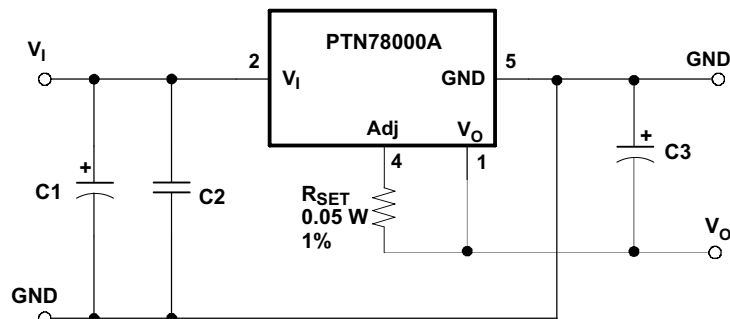 PTN78000A
V_I
2
V_I
GND
5
GND
Adj
V_O
4
1
+
C1
C2
R_SET
0.05 W
1%
+
C3
V_O
GND